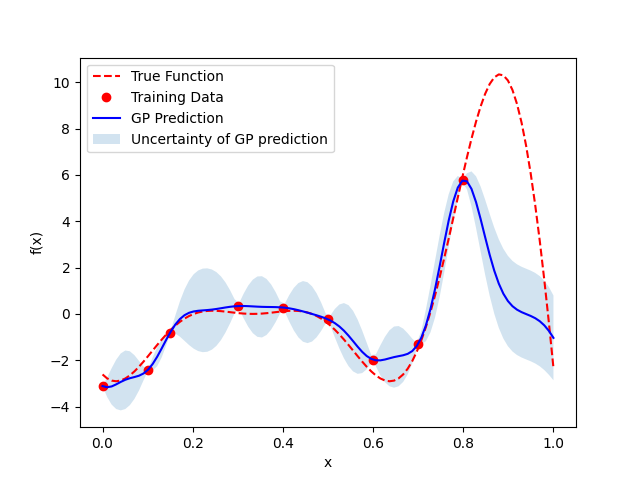 True Function
Training Data
GP Prediction
Uncertainty of GP prediction
10
8
6
4
2
0
−2
−4
f(x)
0.0 0.2 0.4 0.6 0.8 1.0
x